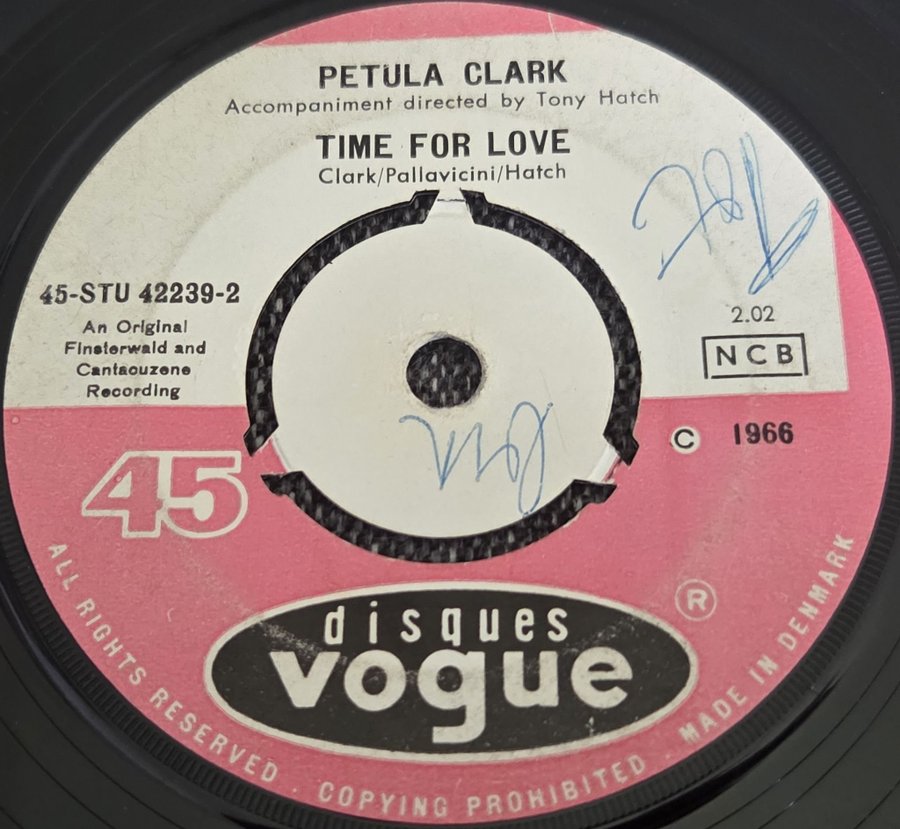 PETULA CLARK
Accompaniment directed by Tony Hatch
TIME FOR LOVE
Clark/Pallavicini/Hatch
45-STU 42239-2
An Original
Finsterwald and
Cantaouzene
Recording
2.02
NCB
© 1966
45
disques
vogue
®
ALL RIGHTS RESERVED . COPYING PROHIBITED . MADE IN DENMARK